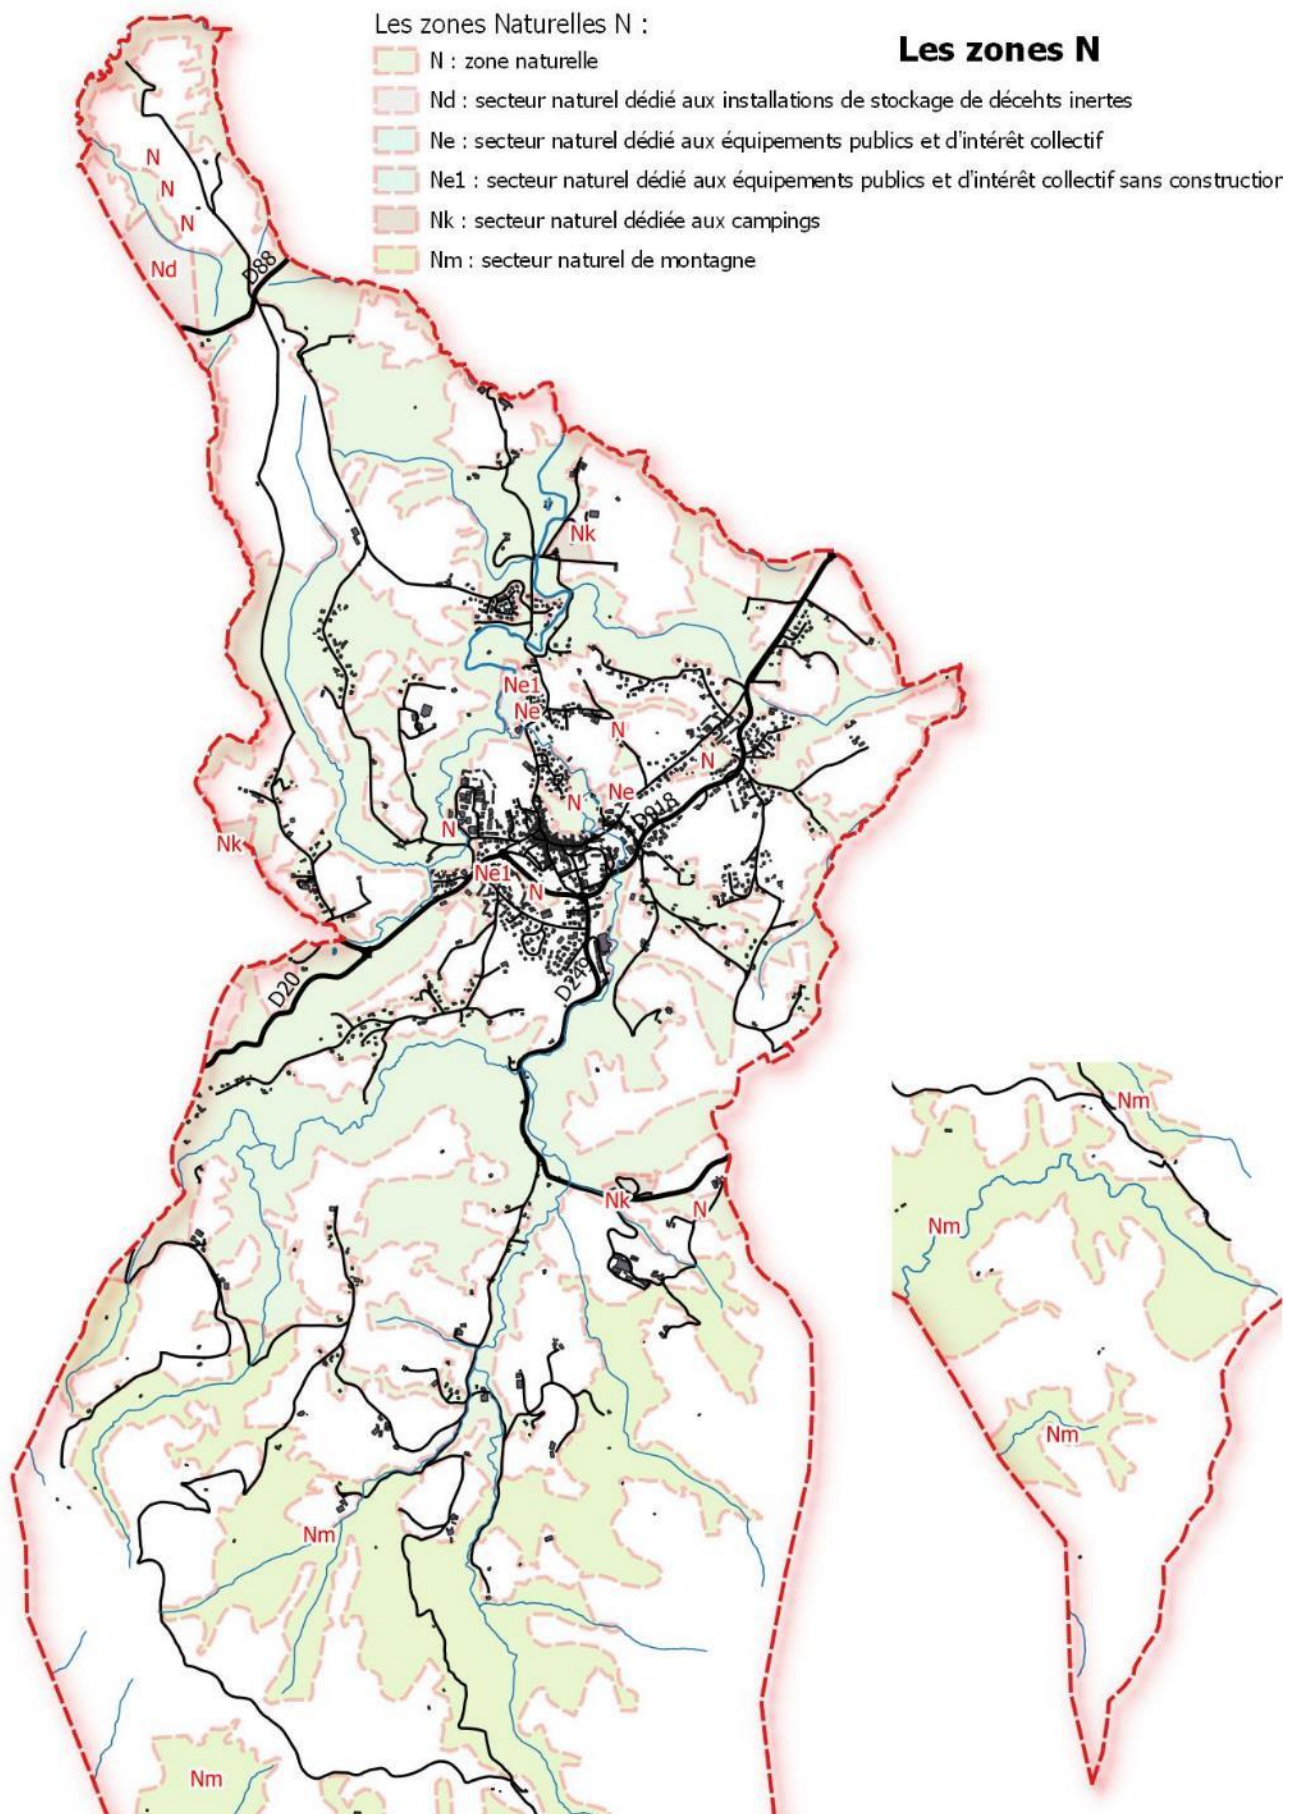 Les zones Naturelles N :
Les zones N
N : zone naturelle
Nd : secteur naturel dédié aux installations de stockage de décehts inertes
Ne : secteur naturel dédié aux équipements publics et d'intérêt collectif
Ne1 : secteur naturel dédié aux équipements publics et d'intérêt collectif sans construction
Nk : secteur naturel dédiée aux campings
Nm : secteur naturel de montagne
N
N
N
Nd
D88
Nk
Ne1
Ne
N
N
Ne
N
D918
N
Nk
Ne1
N
D20
D249
Nm
Nk
N
Nm
Nm
Nm
Nm